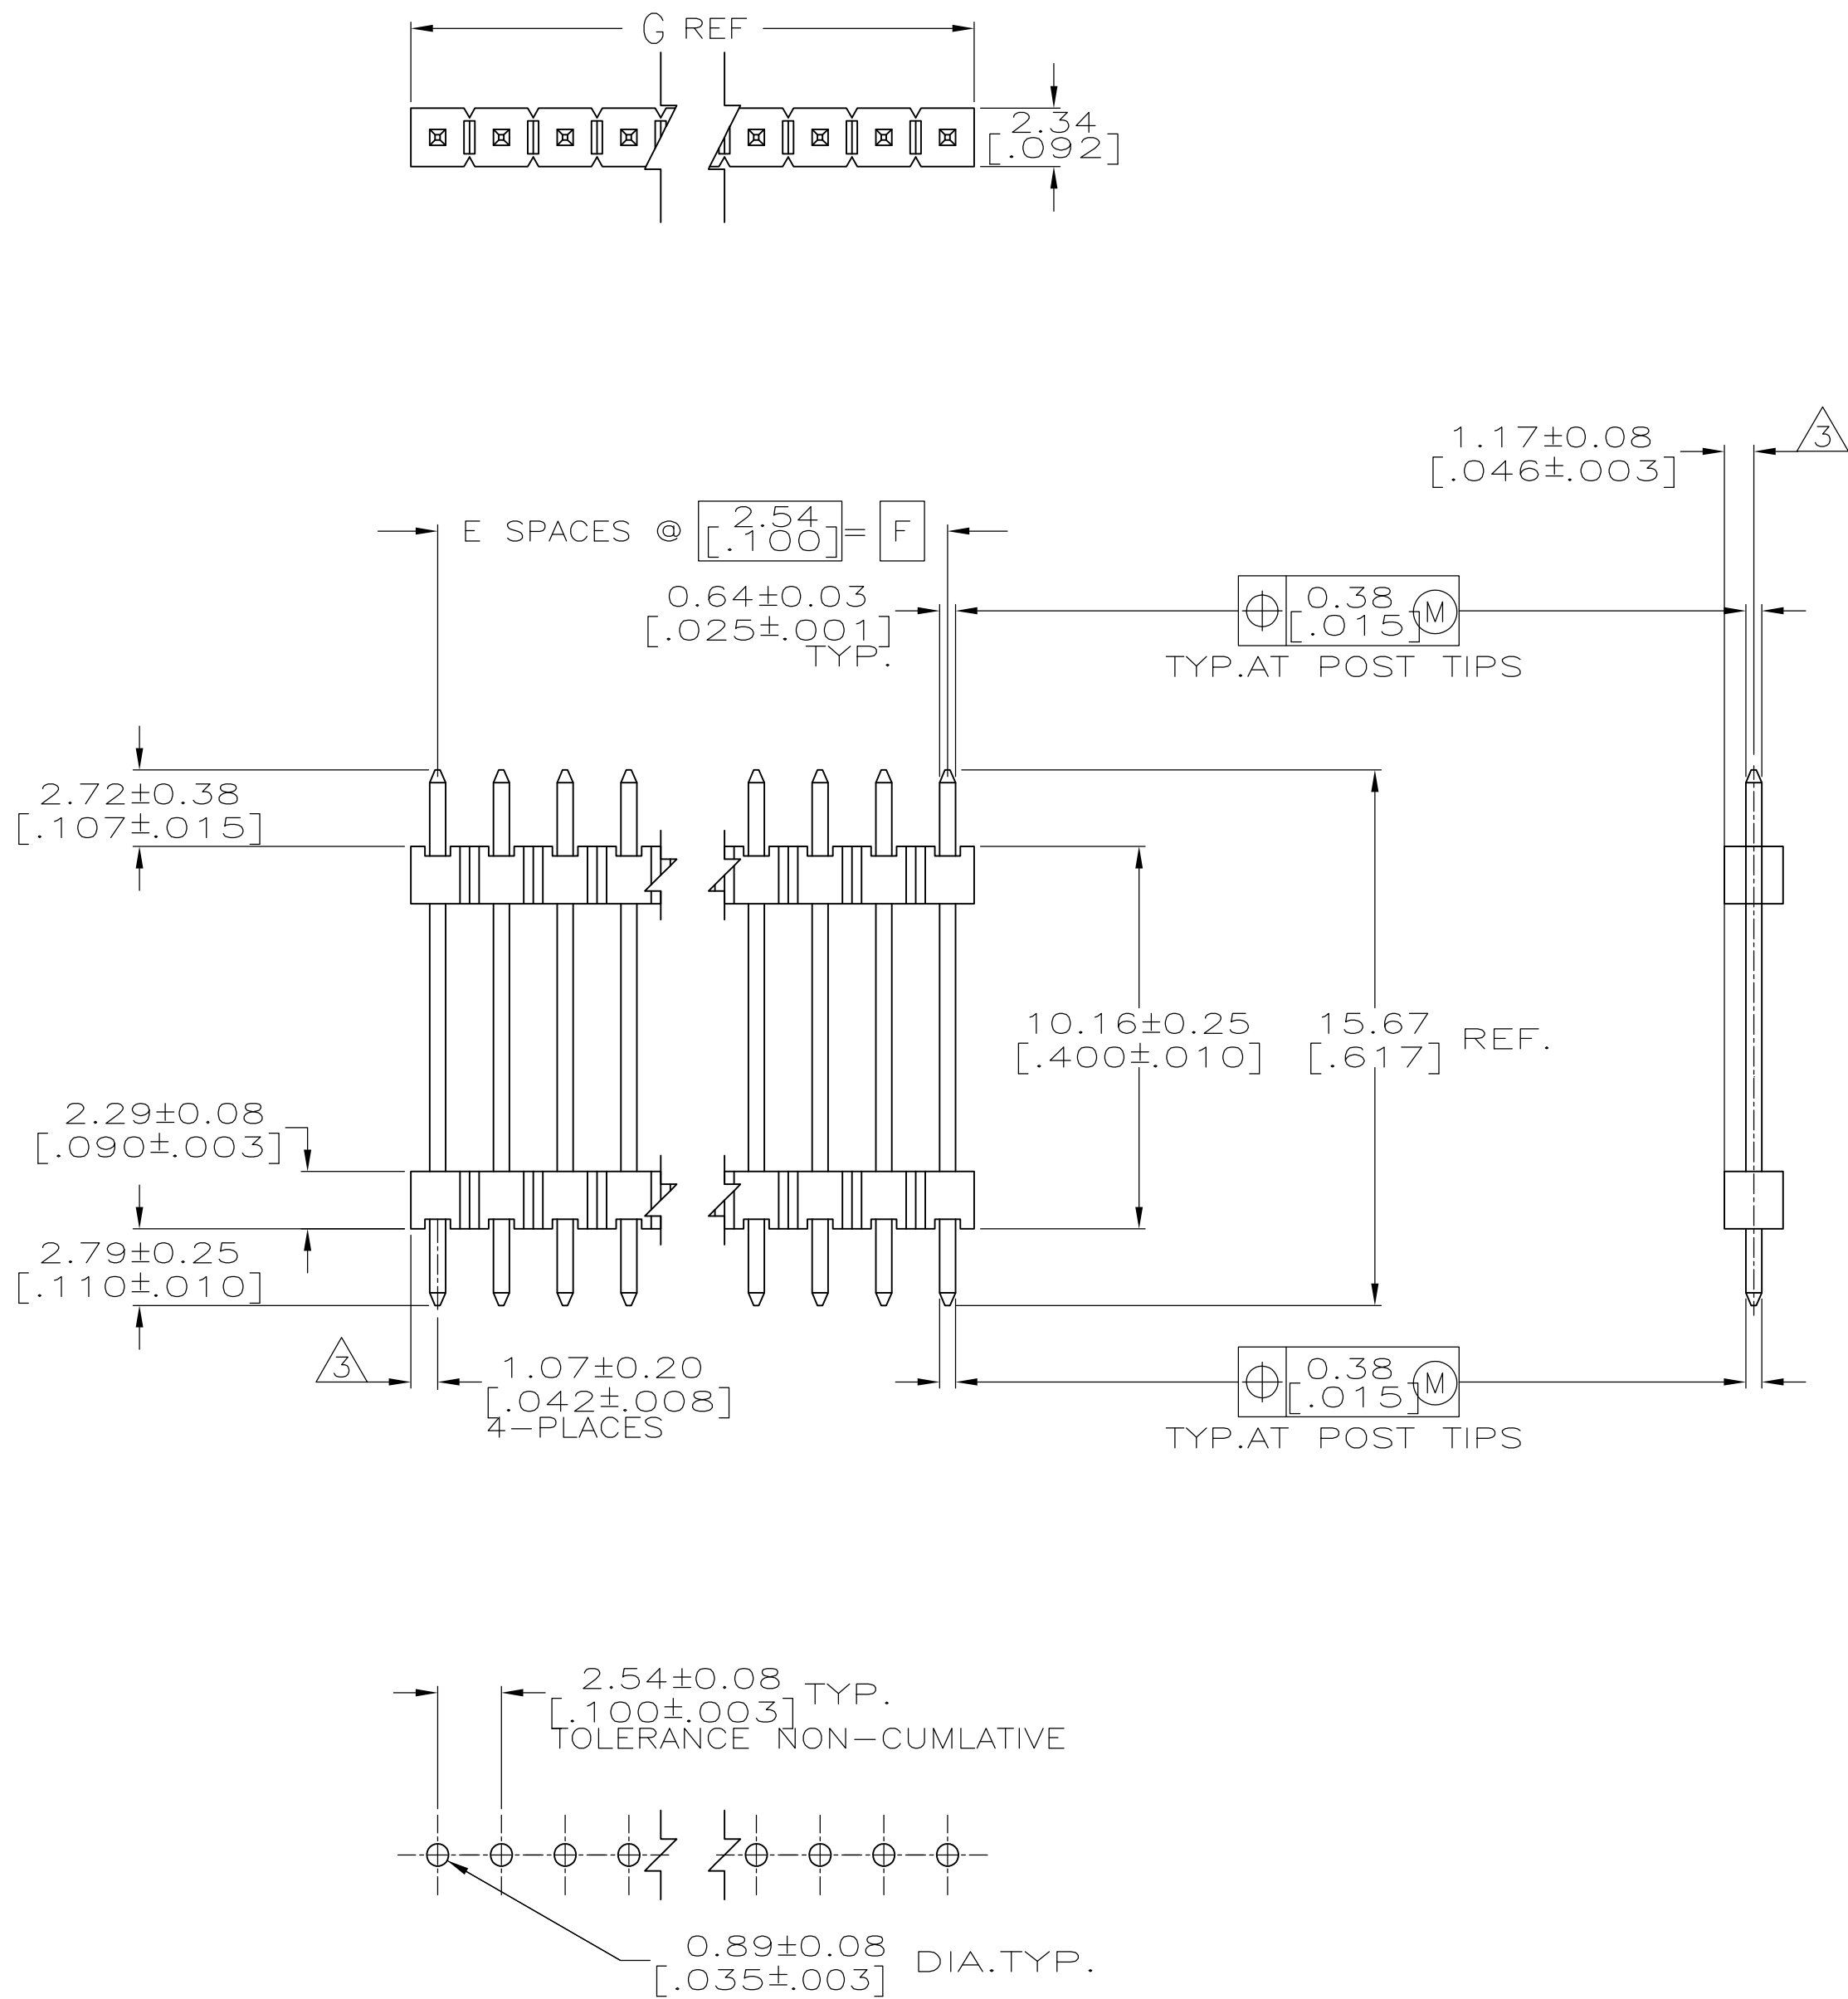 G REF
2.34
[.092]
1.17±0.08
[.046±.003]
3
E SPACES @ 2.54 [.100] = F
0.64±0.03
[.025±.001]
TYP.
0.38
[.015] M
TYP.AT POST TIPS
2.72±0.38
[.107±.015]
10.16±0.25
[.400±.010]
15.67
[.617] REF.
2.29±0.08
[.090±.003]
2.79±0.25
[.110±.010]
3
1.07±0.20
[.042±.008]
4-PLACES
0.38
[.015] M
TYP.AT POST TIPS
2.54±0.08
[.100±.003] TYP.
TOLERANCE NON-CUMLATIVE
0.89±0.08
[.035±.003] DIA.TYP.